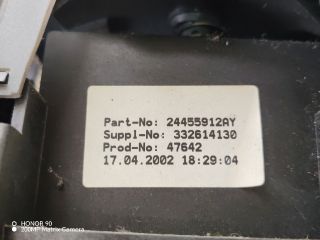 Part-No: 24455912AY
Suppl-No: 332614130
Prod-No: 47642
17.04.2002 18:29:04
HONOR 90
200MP Matrix Camera